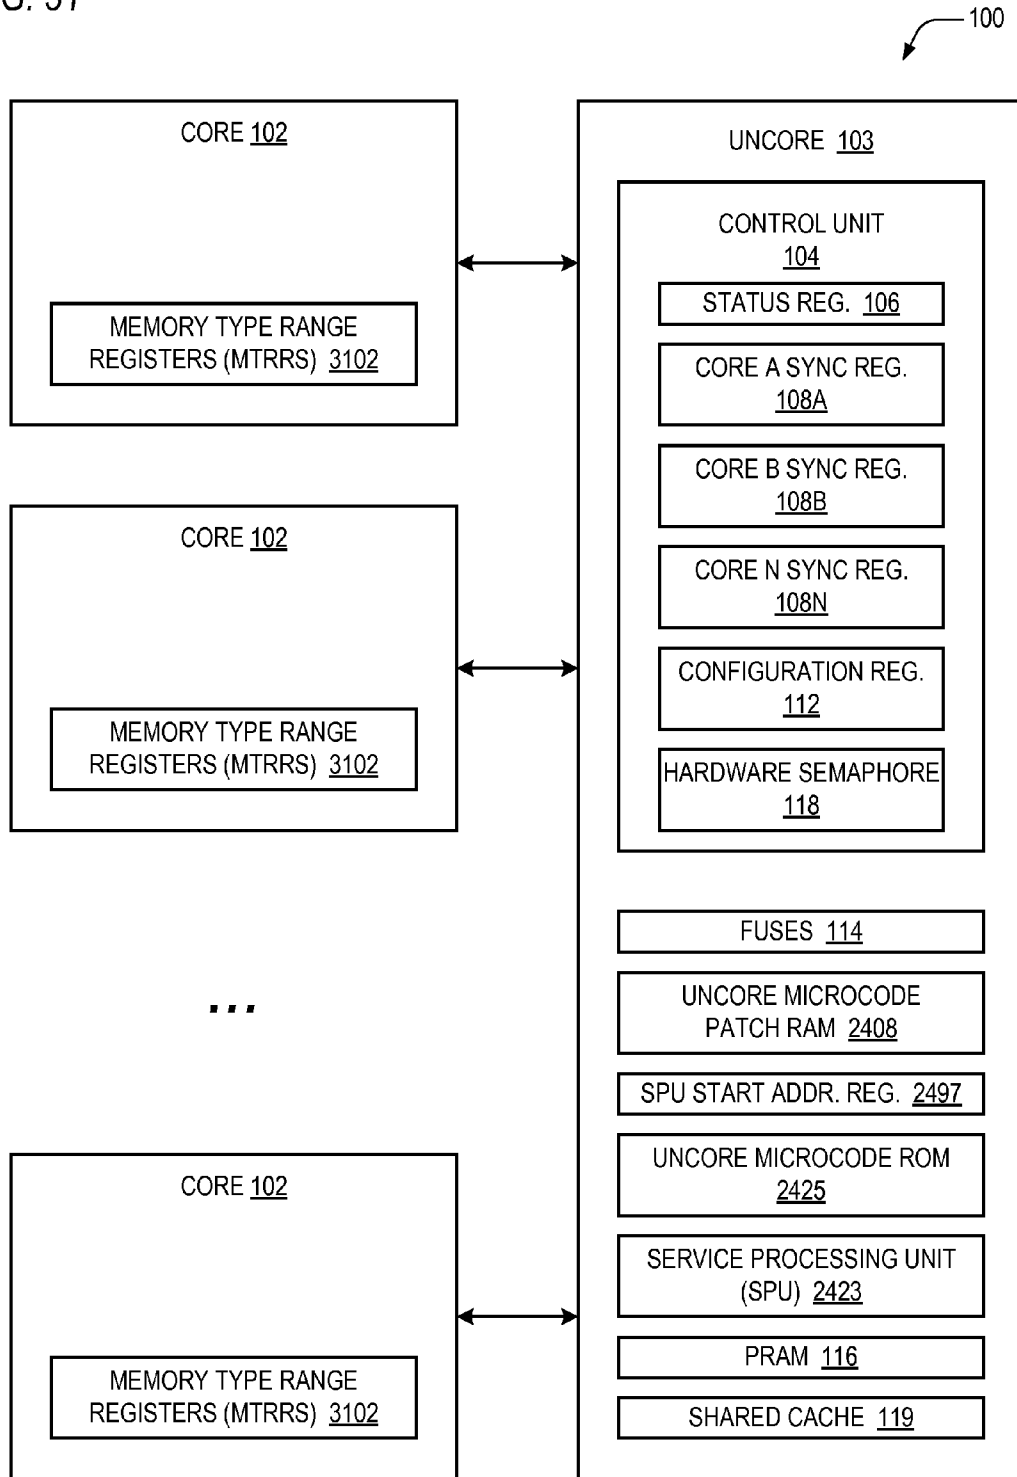 G. 31
100
CORE 102
MEMORY TYPE RANGE
REGISTERS (MTRRS) 3102
CORE 102
MEMORY TYPE RANGE
REGISTERS (MTRRS) 3102
...
CORE 102
MEMORY TYPE RANGE
REGISTERS (MTRRS) 3102
UNCORE 103
CONTROL UNIT
104
STATUS REG. 106
CORE A SYNC REG.
108A
CORE B SYNC REG.
108B
CORE N SYNC REG.
108N
CONFIGURATION REG.
112
HARDWARE SEMAPHORE
118
FUSES 114
UNCORE MICROCODE
PATCH RAM 2408
SPU START ADDR. REG. 2497
UNCORE MICROCODE ROM
2425
SERVICE PROCESSING UNIT
(SPU) 2423
PRAM 116
SHARED CACHE 119